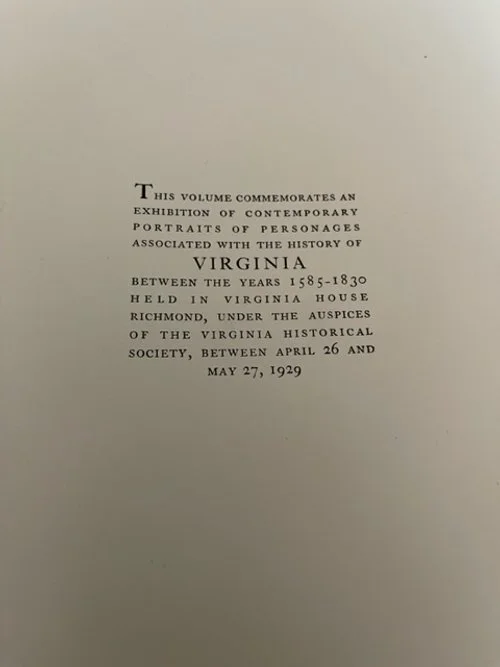 This volume commemorates an
exhibition of contemporary
portraits of personages
associated with the history of
VIRGINIA
between the years 1585-1830
held in Virginia House
Richmond, under the auspices
of the Virginia Historical
Society, between April 26 and
May 27, 1929